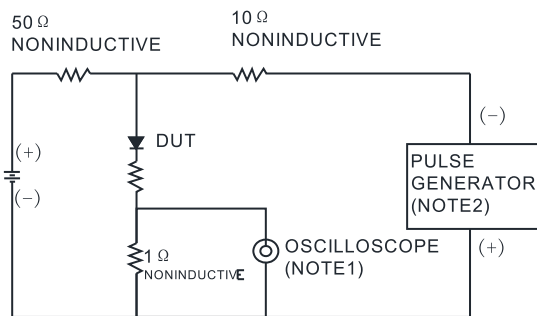 50 Ω
NONINDUCTIVE
10 Ω
NONINDUCTIVE
(+)
(−)
DUT
1 Ω
NONINDUCTIVE
OSCILLOSCOPE
(NOTE1)
(−)
PULSE
GENERATOR
(NOTE2)
(+)